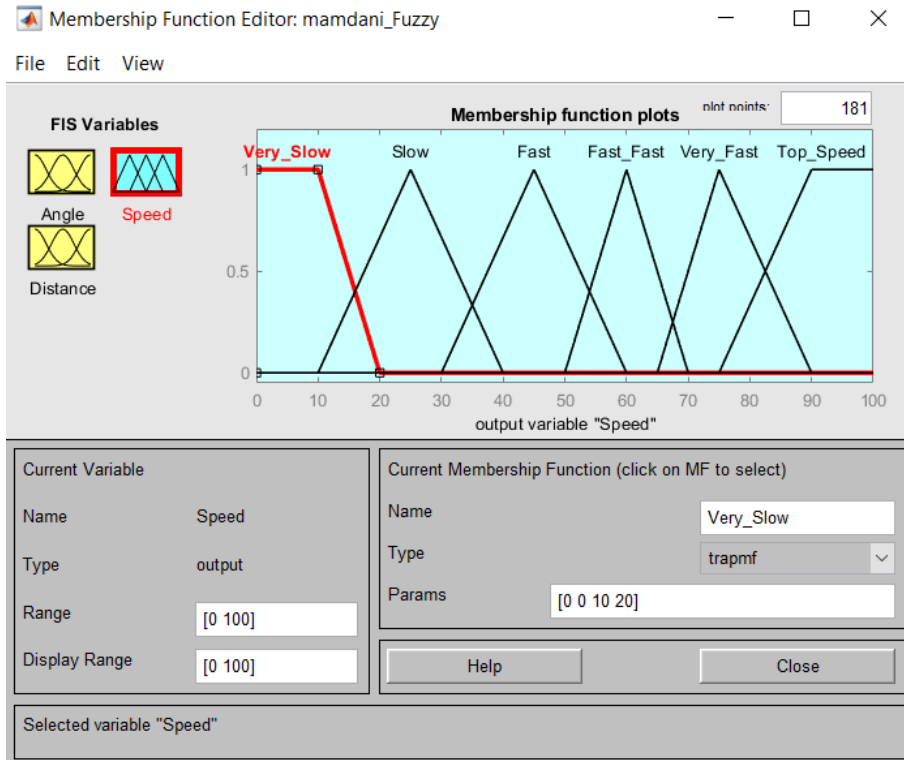 Membership Function Editor: mamdani_Fuzzy
File Edit View
FIS Variables
Angle Speed
Distance
Membership function plots
plot points: 181
Very_Slow Slow Fast Fast_Fast Very_Fast Top_Speed
1
0.5
0
0 10 20 30 40 50 60 70 80 90 100
output variable "Speed"
Current Variable
Name Speed
Type output
Range [0 100]
Display Range [0 100]
Current Membership Function (click on MF to select)
Name Very_Slow
Type trapmf
Params [0 0 10 20]
Help Close
Selected variable "Speed"